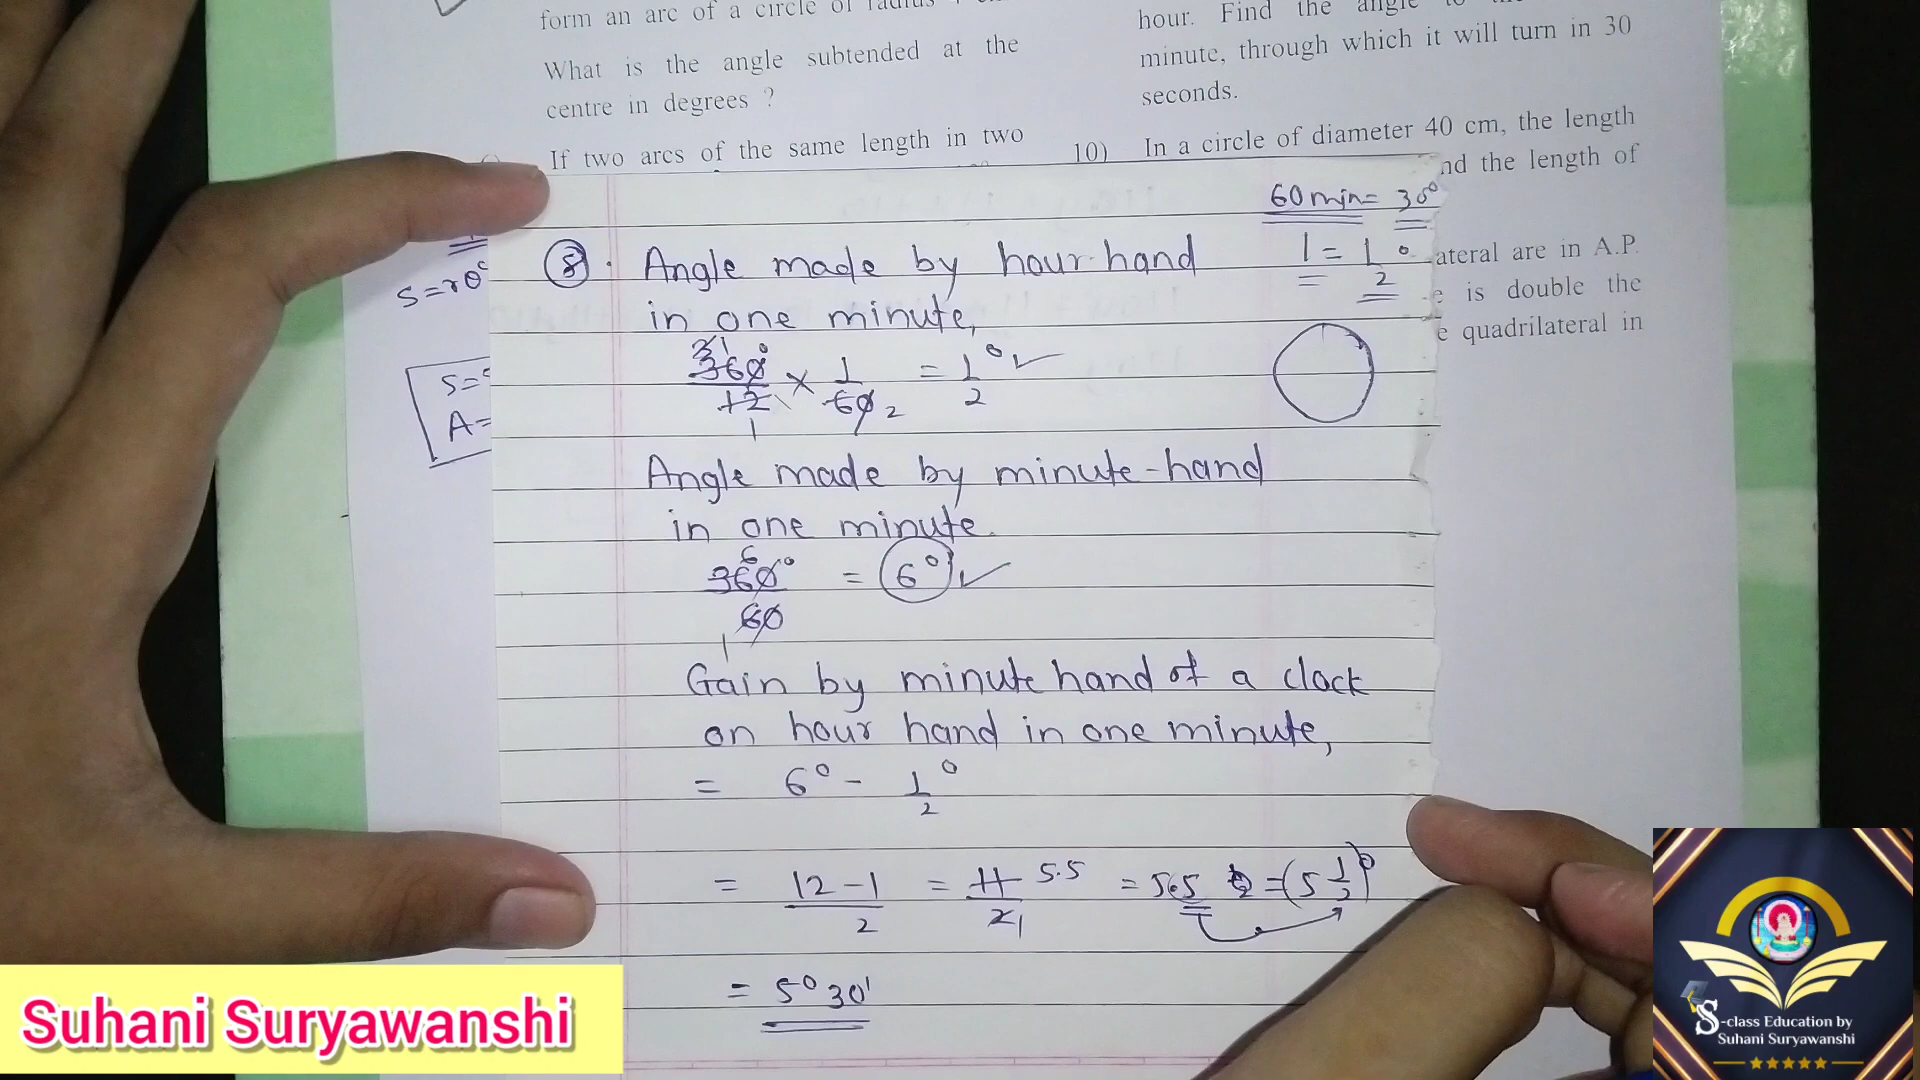 form an arc of a circle of radius
What is the angle subtended at the
centre in degrees ?
If two arcs of the same length in two
hour. Find the angle
minute, through which it will turn in 30
seconds.
10) In a circle of diameter 40 cm, the length
nd the length of
ateral are in A.P.
e is double the
e quadrilateral in
S=rθᶜ
S=
A=
60 min = 30°
1 = 1/2°
⑧. Angle made by hour-hand
in one minute,
360°/12 × 1/60 = 1/2°✓
Angle made by minute-hand
in one minute.
360°/60 = 6° ✓
Gain by minute hand of a clock
on hour hand in one minute,
= 6° - 1/2°
= 12-1/2 = 11/2 5.5 = 5.5 = (5 1/2)°
= 5° 30'
Suhani Suryawanshi
S-class Education by
Suhani Suryawanshi